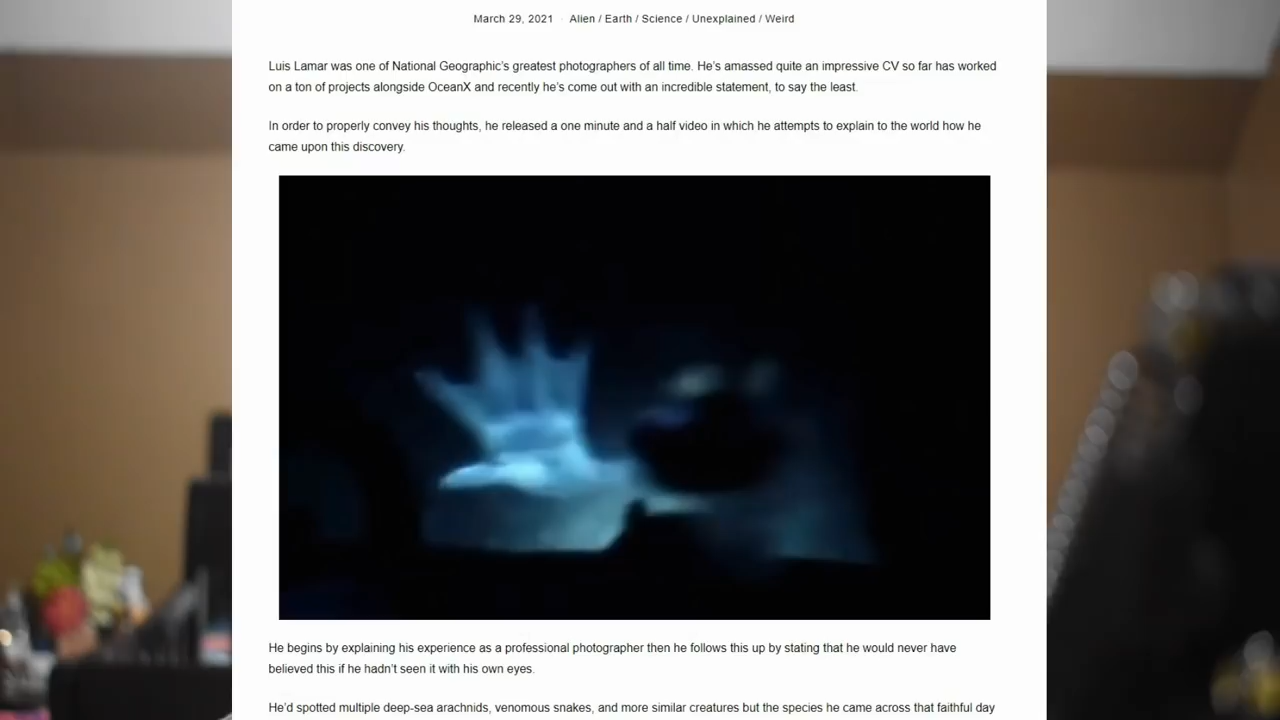 March 29, 2021 · Alien / Earth / Science / Unexplained / Weird
Luis Lamar was one of National Geographic's greatest photographers of all time. He's amassed quite an impressive CV so far has worked
on a ton of projects alongside OceanX and recently he's come out with an incredible statement, to say the least.
In order to properly convey his thoughts, he released a one minute and a half video in which he attempts to explain to the world how he
came upon this discovery.
He begins by explaining his experience as a professional photographer then he follows this up by stating that he would never have
believed this if he hadn't seen it with his own eyes.
He'd spotted multiple deep-sea arachnids, venomous snakes, and more similar creatures but the species he came across that faithful day